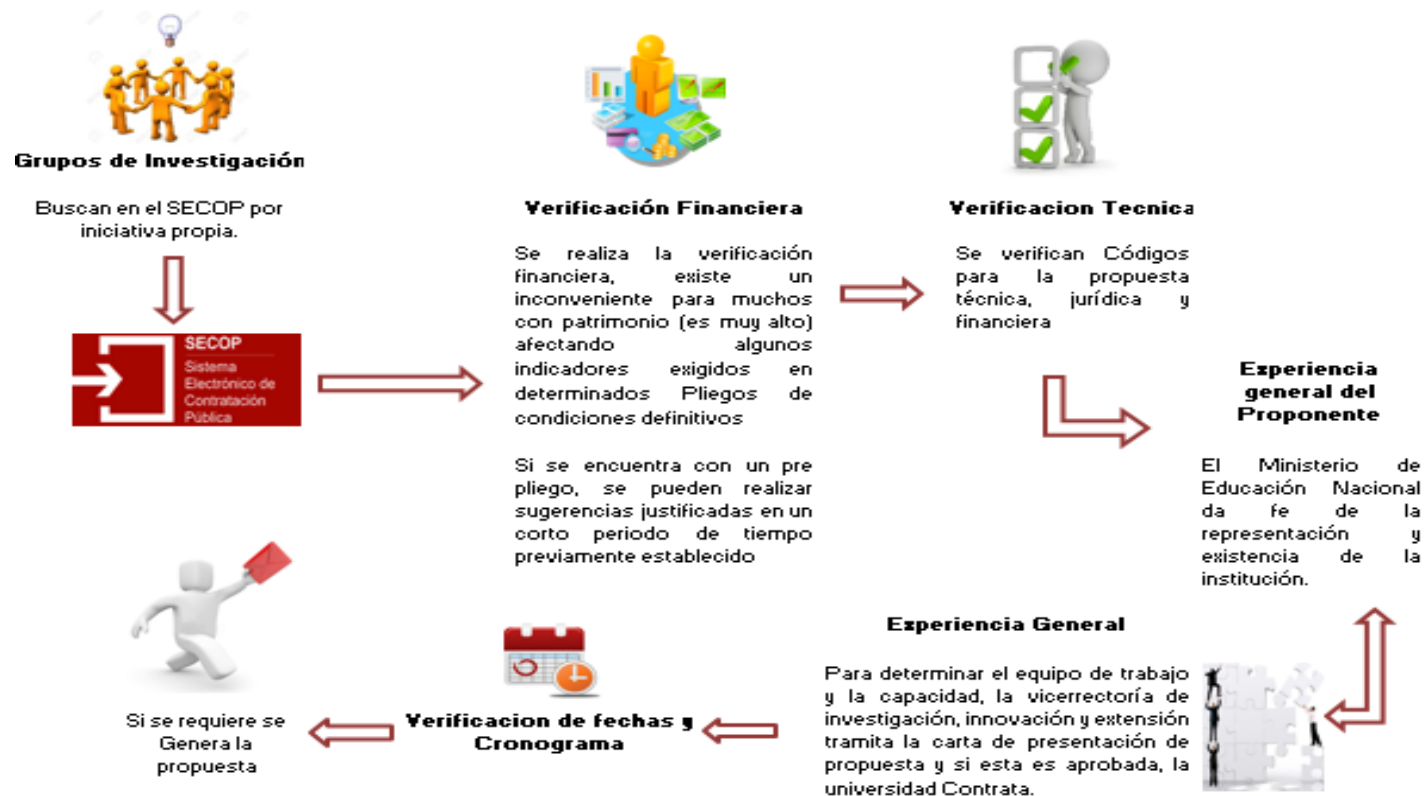 Grupos de Investigación
Buscan en el SECOP por
iniciativa propia.
SECOP
Sistema
Electrónico de
Contratación
Pública
Verificación Financiera
Se realiza la verificación
financiera, existe un
inconveniente para muchos
con patrimonio (es muy alto)
afectando algunos
indicadores exigidos en
determinados Pliegos de
condiciones definitivos
Si se encuentra con un pre
pliego, se pueden realizar
sugerencias justificadas en un
corto periodo de tiempo
previamente establecido
Verificacion Tecnica
Se verifican Códigos
para la propuesta
técnica, jurídica y
financiera
Experiencia
general del
Proponente
El Ministerio de
Educación Nacional
da fe de la
representación y
existencia de la
institución.
Experiencia General
Para determinar el equipo de trabajo
y la capacidad, la vicerrectoría de
investigación, innovación y extensión
tramita la carta de presentación de
propuesta y si esta es aprobada, la
universidad Contrata.
Verificacion de fechas y
Cronograma
Si se requiere se
Genera la
propuesta